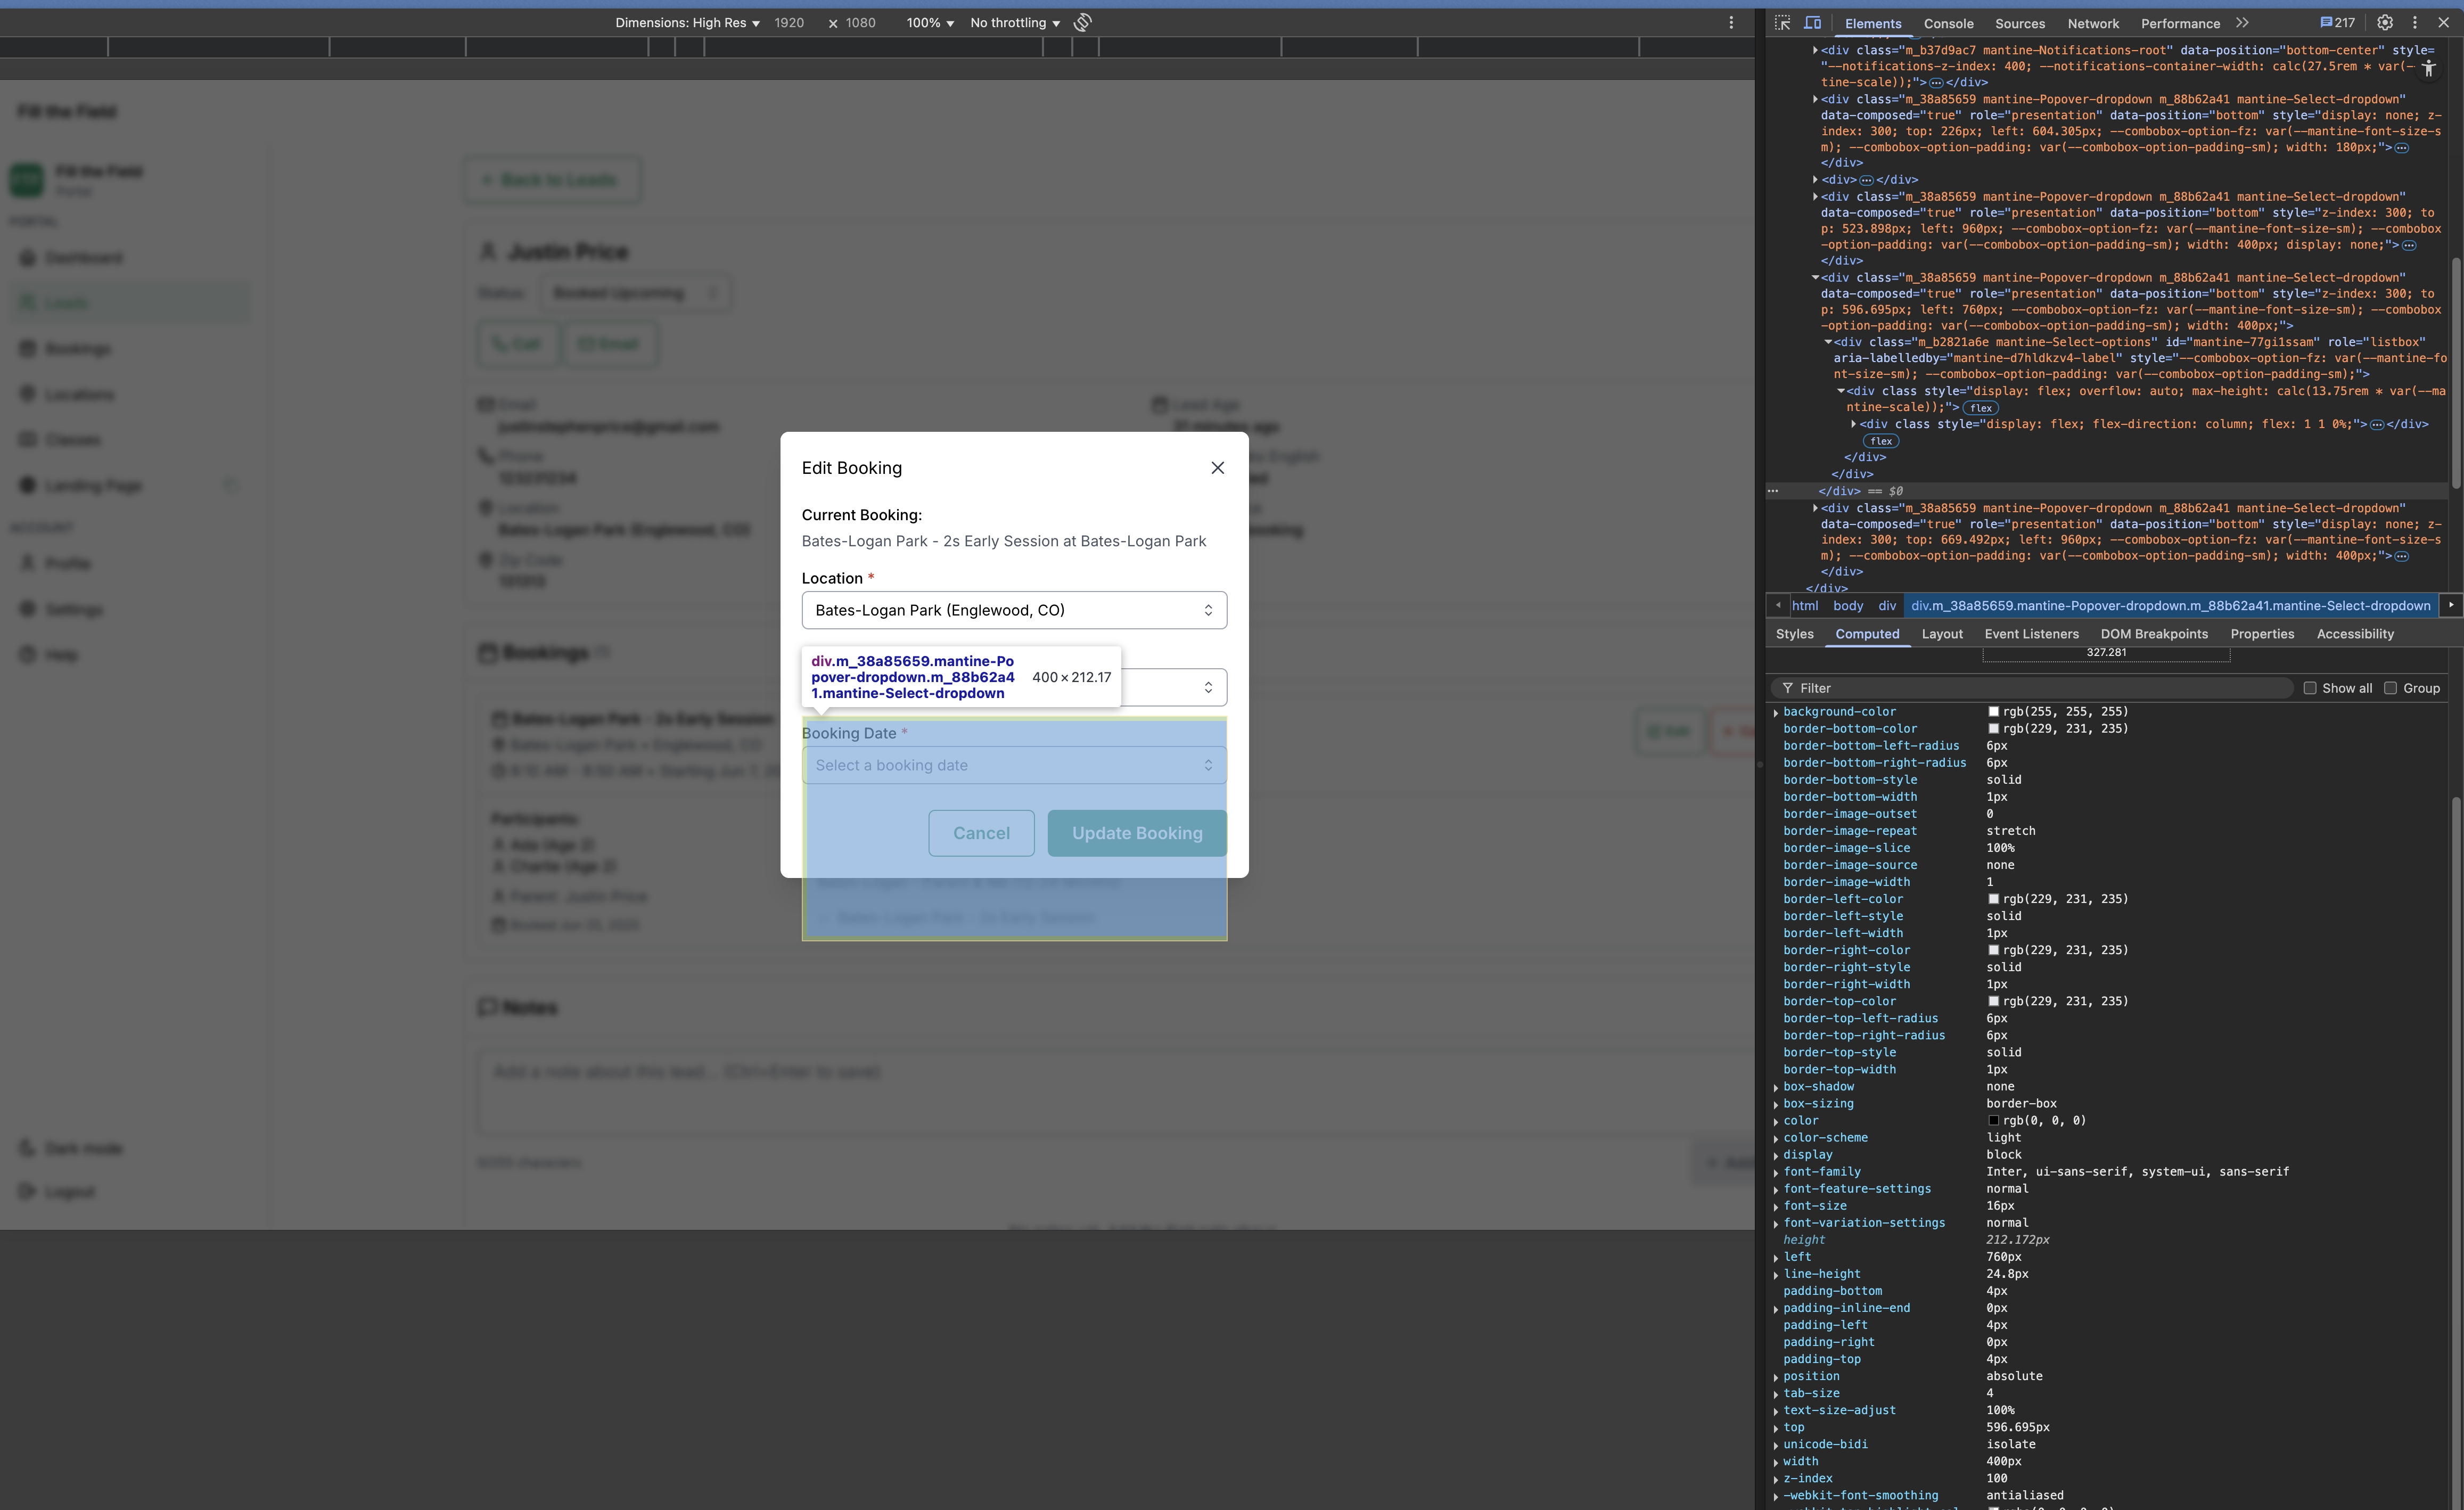 Dimensions: High Res ▼ 1920 × 1080 100% ▼ No throttling ▼
Fill the Field
Fill the Field
Portal
PORTAL
Dashboard
Leads
Bookings
Locations
Classes
Landing Page
ACCOUNT
Profile
Settings
Help
Dark mode
Logout
Back to Leads
Justin Price
Status: Booked Upcoming
Call Email
Email
justinstephenprice@gmail.com
Lead Age
Phone
Location
Bates-Logan Park (Englewood, CO)
Zip Code
Bookings
Bates-Logan Park - 2s Early Session
Bates-Logan Park • Englewood, CO
Edit
Participants:
Ada (Age 2)
Charlie (Age 2)
Parent: Justin Price
Notes
Add a note about this lead... (Ctrl+Enter to save)
Edit Booking
Current Booking:
Bates-Logan Park - 2s Early Session at Bates-Logan Park
Location *
Bates-Logan Park (Englewood, CO)
div.m_38a85659.mantine-Po
pover-dropdown.m_88b62a4
1.mantine-Select-dropdown
400 × 212.17
Booking Date *
Select a booking date
Cancel Update Booking
Bates-Logan Park - 2s Early Session
Elements Console Sources Network Performance 217
<div class="m_b37d9ac7 mantine-Notifications-root" data-position="bottom-center" style=
"--notifications-z-index: 400; --notifications-container-width: calc(27.5rem * var(--
tine-scale));">…</div>
<div class="m_38a85659 mantine-Popover-dropdown m_88b62a41 mantine-Select-dropdown"
data-composed="true" role="presentation" data-position="bottom" style="display: none; z-
index: 300; top: 226px; left: 604.305px; --combobox-option-fz: var(--mantine-font-size-s
m); --combobox-option-padding: var(--combobox-option-padding-sm); width: 180px;">…
</div>
<div>…</div>
<div class="m_38a85659 mantine-Popover-dropdown m_88b62a41 mantine-Select-dropdown"
data-composed="true" role="presentation" data-position="bottom" style="z-index: 300; to
p: 523.898px; left: 960px; --combobox-option-fz: var(--mantine-font-size-sm); --combobox
-option-padding: var(--combobox-option-padding-sm); width: 400px; display: none;">…
</div>
<div class="m_38a85659 mantine-Popover-dropdown m_88b62a41 mantine-Select-dropdown"
data-composed="true" role="presentation" data-position="bottom" style="z-index: 300; to
p: 596.695px; left: 760px; --combobox-option-fz: var(--mantine-font-size-sm); --combobox
-option-padding: var(--combobox-option-padding-sm); width: 400px;">
<div class="m_b2821a6e mantine-Select-options" id="mantine-77gi1ssam" role="listbox"
aria-labelledby="mantine-d7hldkzv4-label" style="--combobox-option-fz: var(--mantine-fo
nt-size-sm); --combobox-option-padding: var(--combobox-option-padding-sm);">
<div class style="display: flex; overflow: auto; max-height: calc(13.75rem * var(--ma
ntine-scale));"> flex
<div class style="display: flex; flex-direction: column; flex: 1 1 0%;">…</div>
flex
</div>
</div>
</div> == $0
<div class="m_38a85659 mantine-Popover-dropdown m_88b62a41 mantine-Select-dropdown"
data-composed="true" role="presentation" data-position="bottom" style="display: none; z-
index: 300; top: 669.492px; left: 960px; --combobox-option-fz: var(--mantine-font-size-s
m); --combobox-option-padding: var(--combobox-option-padding-sm); width: 400px;">…
</div>
</div>
html body div div.m_38a85659.mantine-Popover-dropdown.m_88b62a41.mantine-Select-dropdown
Styles Computed Layout Event Listeners DOM Breakpoints Properties Accessibility
327.281
Filter Show all Group
background-color rgb(255, 255, 255)
border-bottom-color rgb(229, 231, 235)
border-bottom-left-radius 6px
border-bottom-right-radius 6px
border-bottom-style solid
border-bottom-width 1px
border-image-outset 0
border-image-repeat stretch
border-image-slice 100%
border-image-source none
border-image-width 1
border-left-color rgb(229, 231, 235)
border-left-style solid
border-left-width 1px
border-right-color rgb(229, 231, 235)
border-right-style solid
border-right-width 1px
border-top-color rgb(229, 231, 235)
border-top-left-radius 6px
border-top-right-radius 6px
border-top-style solid
border-top-width 1px
box-shadow none
box-sizing border-box
color rgb(0, 0, 0)
color-scheme light
display block
font-family Inter, ui-sans-serif, system-ui, sans-serif
font-feature-settings normal
font-size 16px
font-variation-settings normal
height 212.172px
left 760px
line-height 24.8px
padding-bottom 4px
padding-inline-end 0px
padding-left 4px
padding-right 0px
padding-top 4px
position absolute
tab-size 4
text-size-adjust 100%
top 596.695px
unicode-bidi isolate
width 400px
z-index 100
-webkit-font-smoothing antialiased